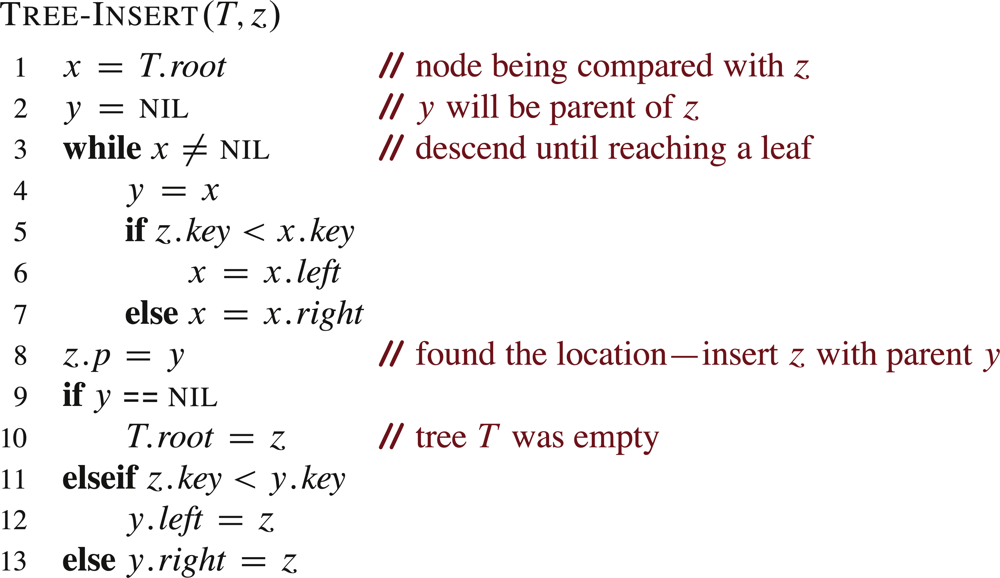 TREE-INSERT(T, z)
1 x = T.root // node being compared with z
2 y = NIL // y will be parent of z
3 while x ≠ NIL // descend until reaching a leaf
4 y = x
5 if z.key < x.key
6 x = x.left
7 else x = x.right
8 z.p = y // found the location—insert z with parent y
9 if y == NIL
10 T.root = z // tree T was empty
11 elseif z.key < y.key
12 y.left = z
13 else y.right = z